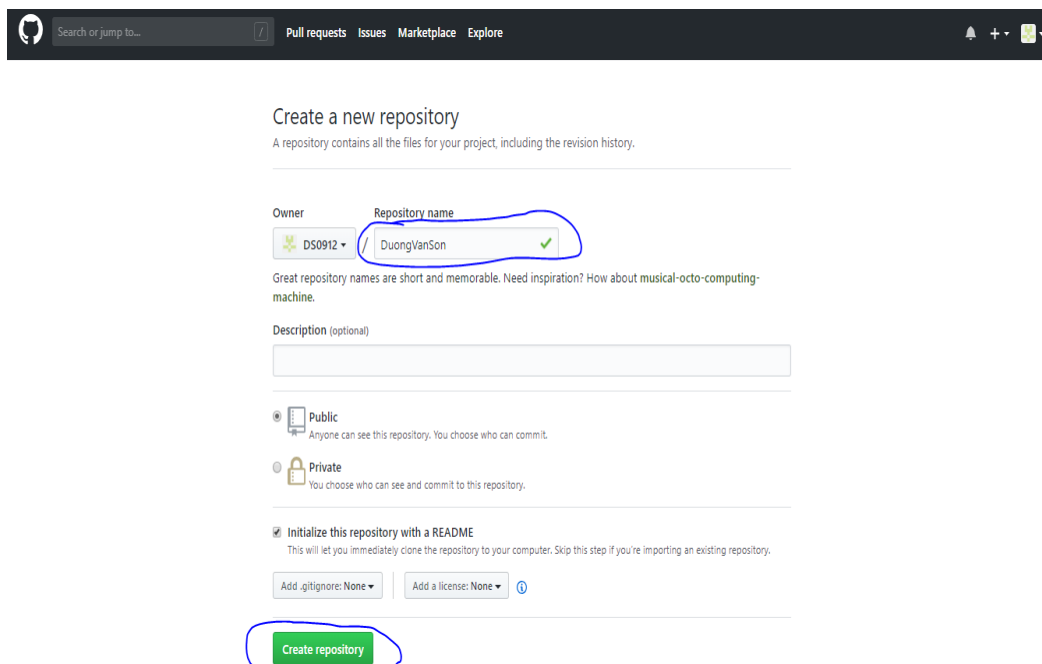 Search or jump to... / Pull requests Issues Marketplace Explore
Create a new repository
A repository contains all the files for your project, including the revision history.
Owner Repository name
DS0912 / DuongVanSon
Great repository names are short and memorable. Need inspiration? How about musical-octo-computing-
machine.
Description (optional)
Public
Anyone can see this repository. You choose who can commit.
Private
You choose who can see and commit to this repository.
Initialize this repository with a README
This will let you immediately clone the repository to your computer. Skip this step if you're importing an existing repository.
Add .gitignore: None Add a license: None
Create repository